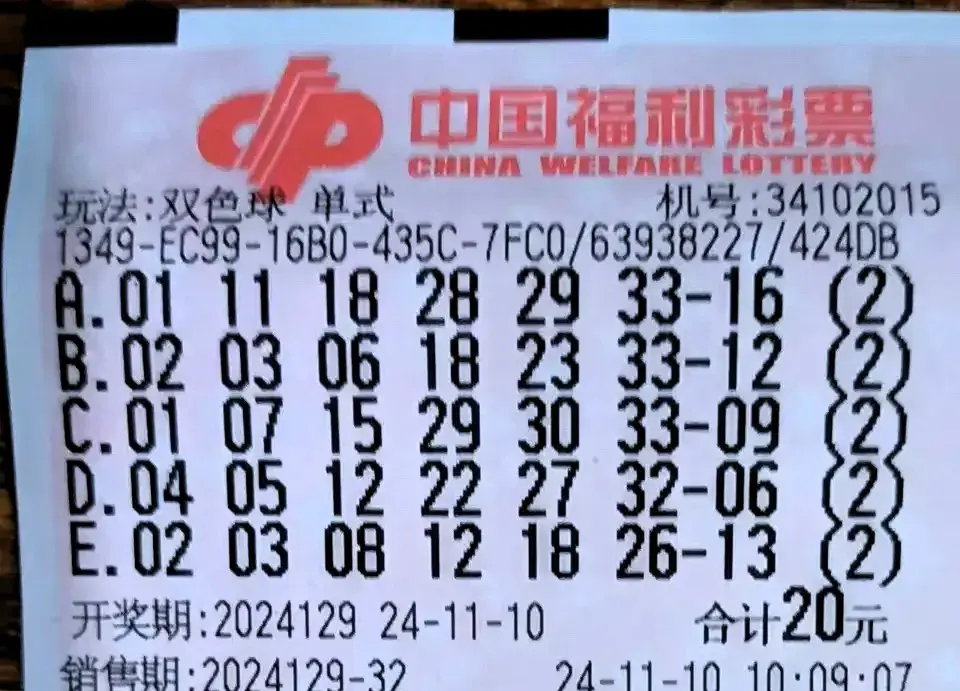 中国福利彩票
CHINA WELFARE LOTTERY
玩法:双色球 单式 机号:34102015
1349-EC99-16B0-435C-7FC0/63938227/424DB
A.01 11 18 28 29 33-16 (2)
B.02 03 06 18 23 33-12 (2)
C.01 07 15 29 30 33-09 (2)
D.04 05 12 22 27 32-06 (2)
E.02 03 08 12 18 26-13 (2)
开奖期:2024129 24-11-10 合计20元
销售期:2024129-32 24-11-10 10:09:07